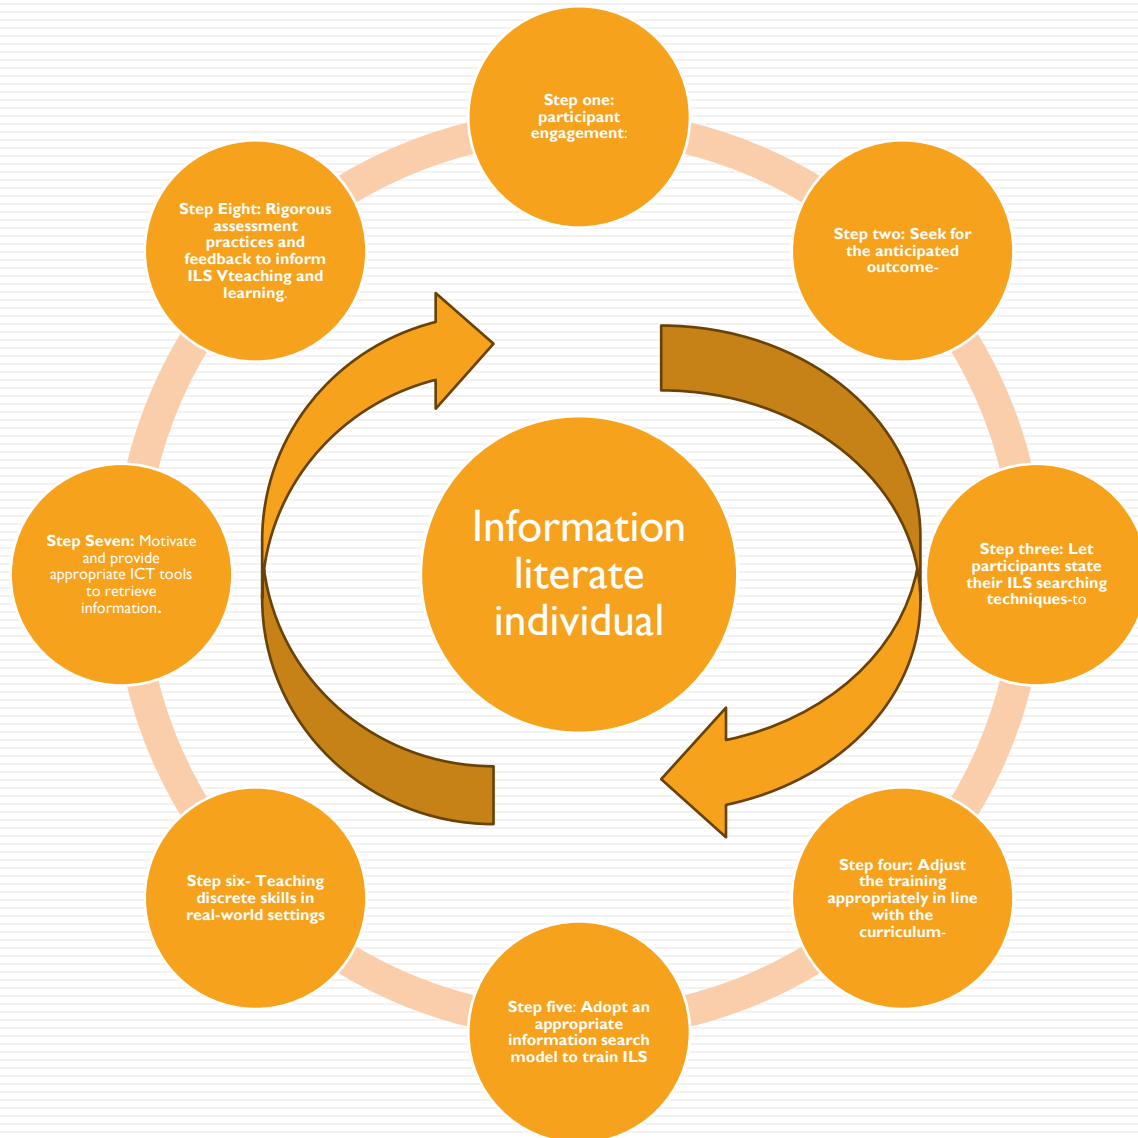 Step one:
participant
engagement:
Step two: Seek for
the anticipated
outcome-
Step three: Let
participants state
their ILS searching
techniques-to
Step four: Adjust
the training
appropriately in line
with the
curriculum-
Step five: Adopt an
appropriate
information search
model to train ILS
Step six- Teaching
discrete skills in
real-world settings
Step Seven: Motivate
and provide
appropriate ICT tools
to retrieve
information.
Step Eight: Rigorous
assessment
practices and
feedback to inform
ILS Vteaching and
learning.
Information
literate
individual